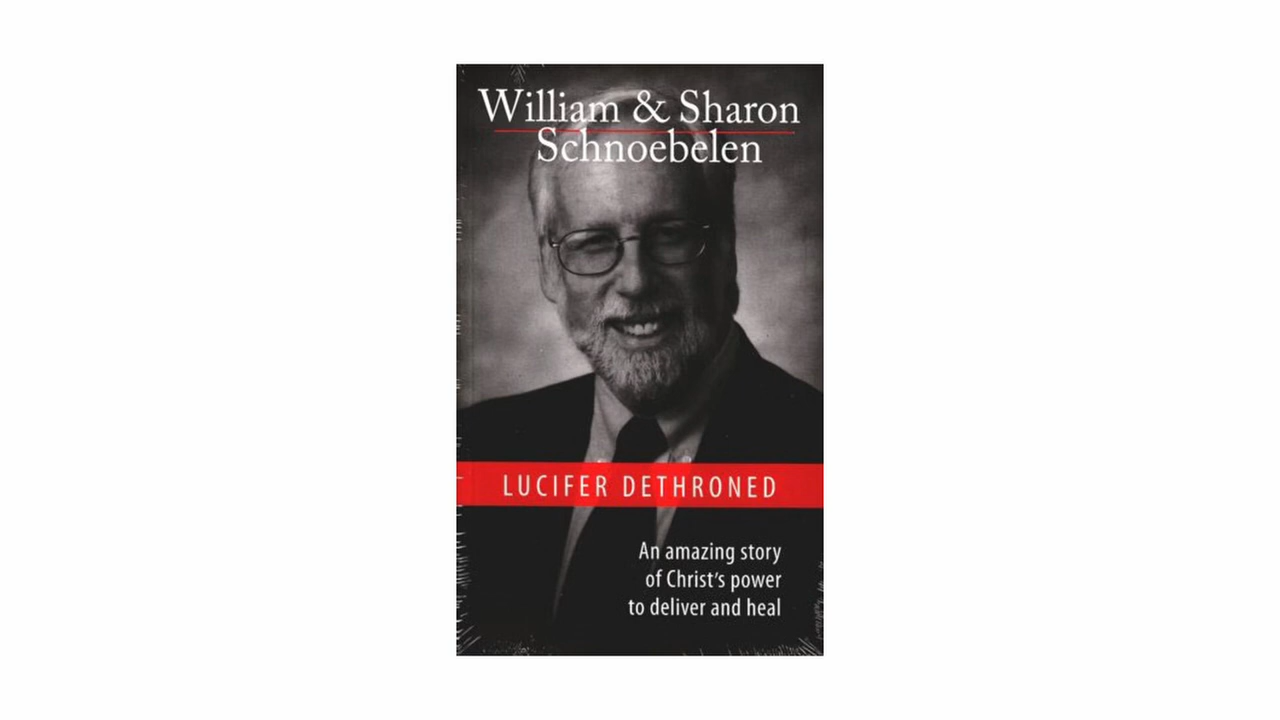 William & Sharon
Schnoebelen
LUCIFER DETHRONED
An amazing story
of Christ's power
to deliver and heal